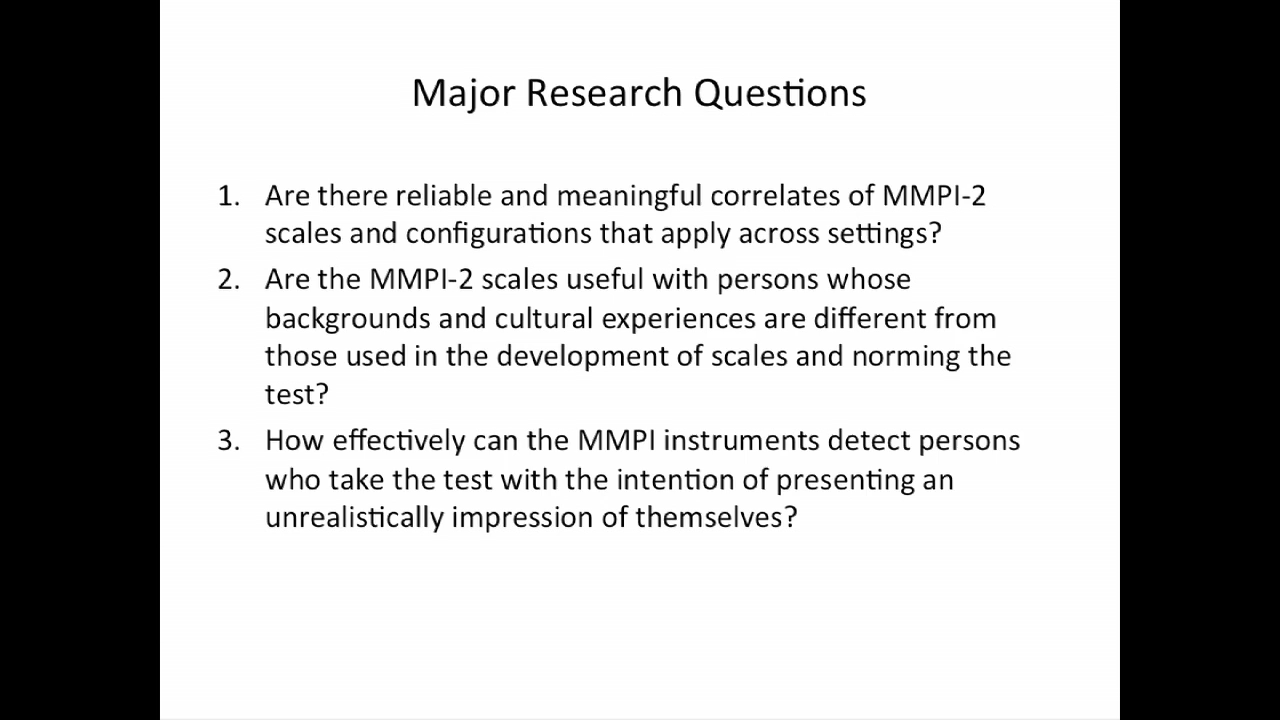 Major Research Questions
1. Are there reliable and meaningful correlates of MMPI-2
scales and configurations that apply across settings?
2. Are the MMPI-2 scales useful with persons whose
backgrounds and cultural experiences are different from
those used in the development of scales and norming the
test?
3. How effectively can the MMPI instruments detect persons
who take the test with the intention of presenting an
unrealistically impression of themselves?